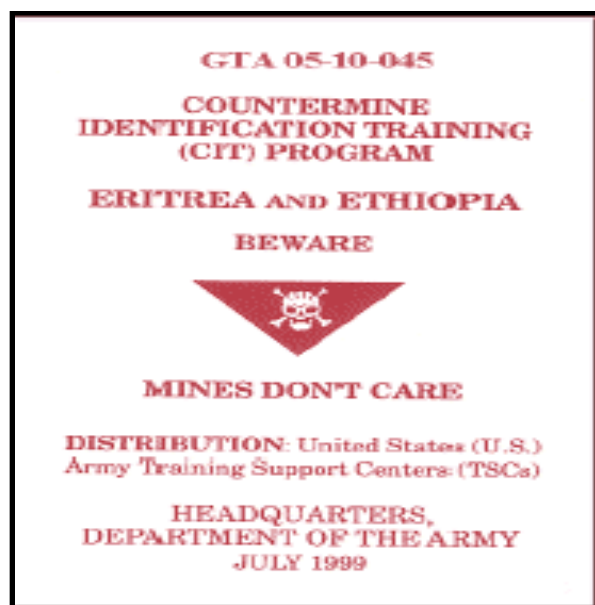 GTA 05-10-045
COUNTERMINE
IDENTIFICATION TRAINING
(CIT) PROGRAM
ERITREA AND ETHIOPIA
BEWARE
MINES DON'T CARE
DISTRIBUTION: United States (U.S.)
Army Training Support Centers (TSCs)
HEADQUARTERS,
DEPARTMENT OF THE ARMY
JULY 1999